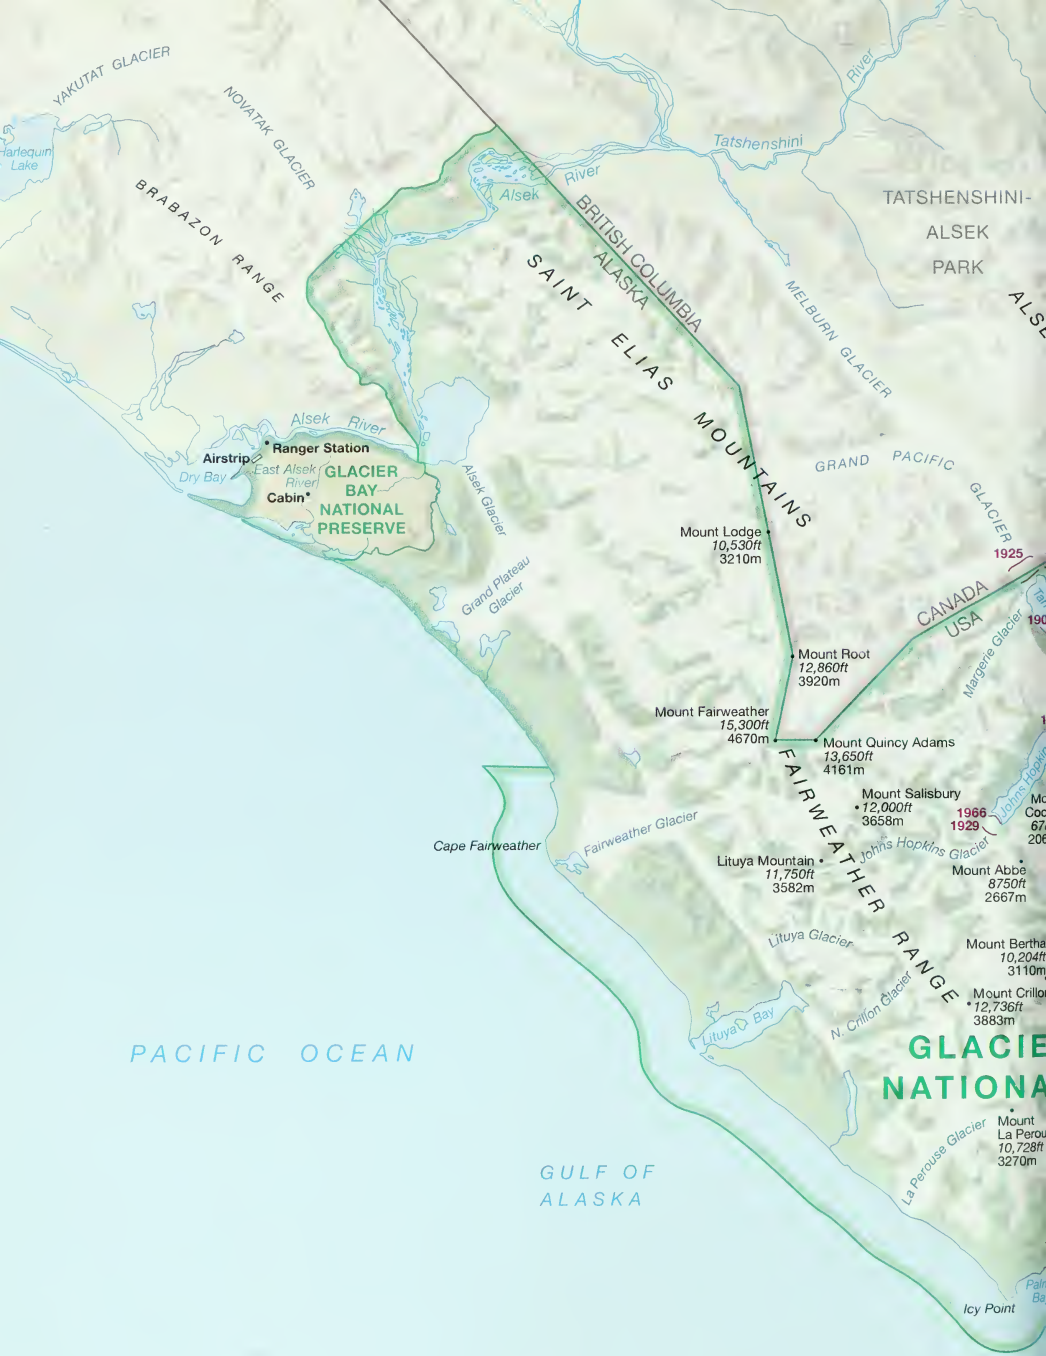 YAKUTAT GLACIER
NOVATAK GLACIER
Harlequin
Lake
BRABAZON RANGE
River
Tatshenshini
Alsek River
TATSHENSHINI-
ALSEK
PARK
BRITISH COLUMBIA
ALASKA
SAINT ELIAS MOUNTAINS
MELBURN GLACIER
Alsek River
Ranger Station
Airstrip
Dry Bay
East Alsek
River
Cabin
GLACIER
BAY
NATIONAL
PRESERVE
Alsek Glacier
Grand Plateau
Glacier
GRAND PACIFIC GLACIER
1925
Mount Lodge
10,530ft
3210m
CANADA
USA
Margerie Glacier
Mount Root
12,860ft
3920m
Mount Fairweather
15,300ft
4670m
Mount Quincy Adams
13,650ft
4161m
FAIRWEATHER RANGE
Mount Salisbury
12,000ft
3658m
1966
1929
Johns Hopkins Glacier
Cape Fairweather
Fairweather Glacier
Lituya Mountain
11,750ft
3582m
Mount Abbe
8750ft
2667m
Lituya Glacier
Mount Bertha
10,204ft
3110m
N. Crillon Glacier
Mount Crillo
12,736ft
3883m
Lituya Bay
PACIFIC OCEAN
GLACIE
NATIONA
Mount
La Perou
10,728ft
3270m
La Perouse Glacier
GULF OF
ALASKA
Icy Point